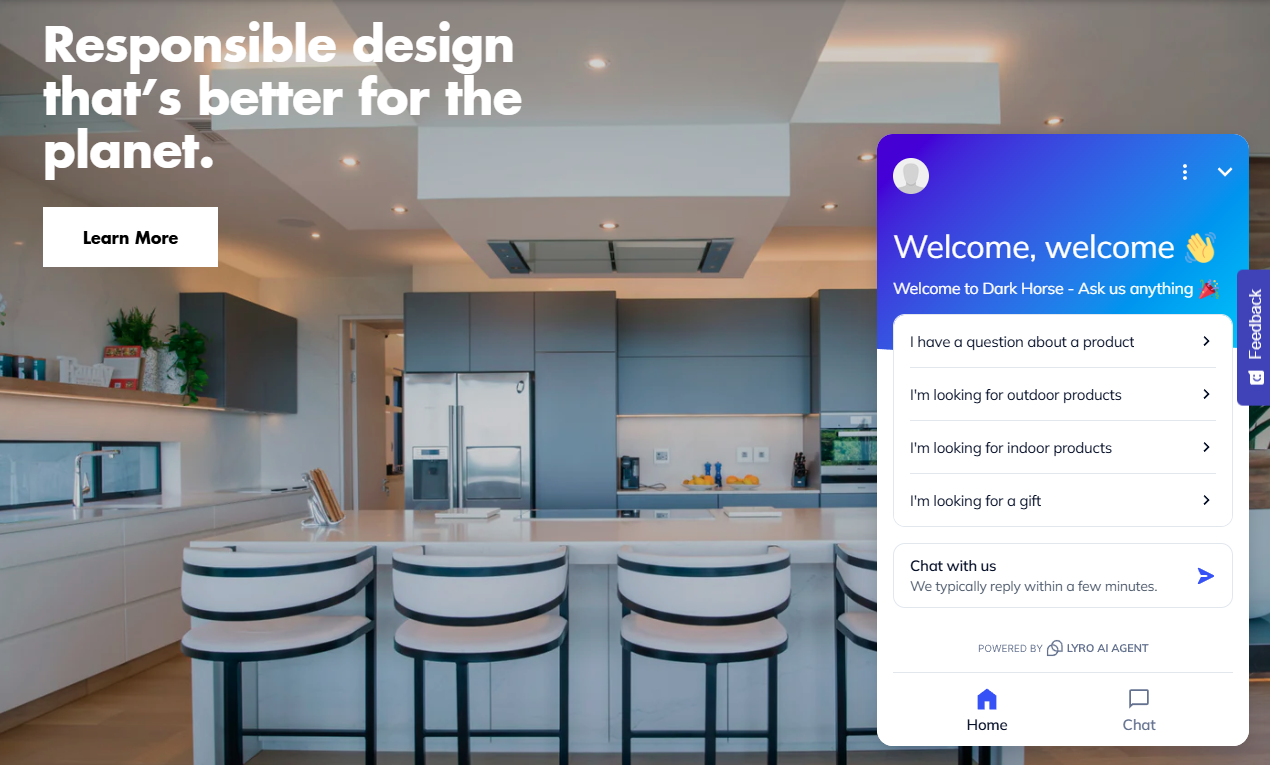 Responsible design
that’s better for the
planet.
Learn More
Welcome, welcome 👋
Welcome to Dark Horse - Ask us anything 🎉
I have a question about a product
I'm looking for outdoor products
I'm looking for indoor products
I'm looking for a gift
Chat with us
We typically reply within a few minutes.
POWERED BY LYRO AI AGENT
Home
Chat
Feedback